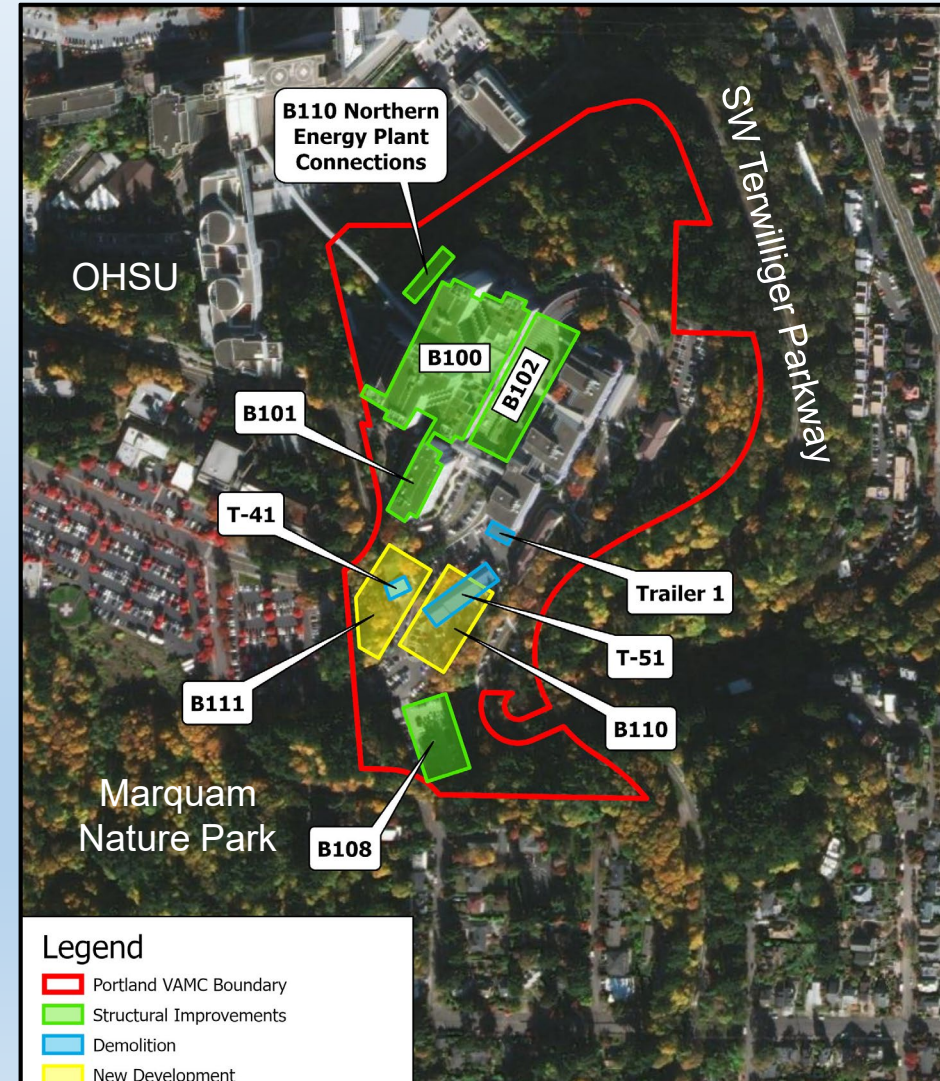 B110 Northern
Energy Plant
Connections
SW Terwilliger Parkway
OHSU
B100
B102
B101
T-41
Trailer 1
T-51
B111
B110
Marquam
Nature Park
B108
Legend
Portland VAMC Boundary
Structural Improvements
Demolition
New Development